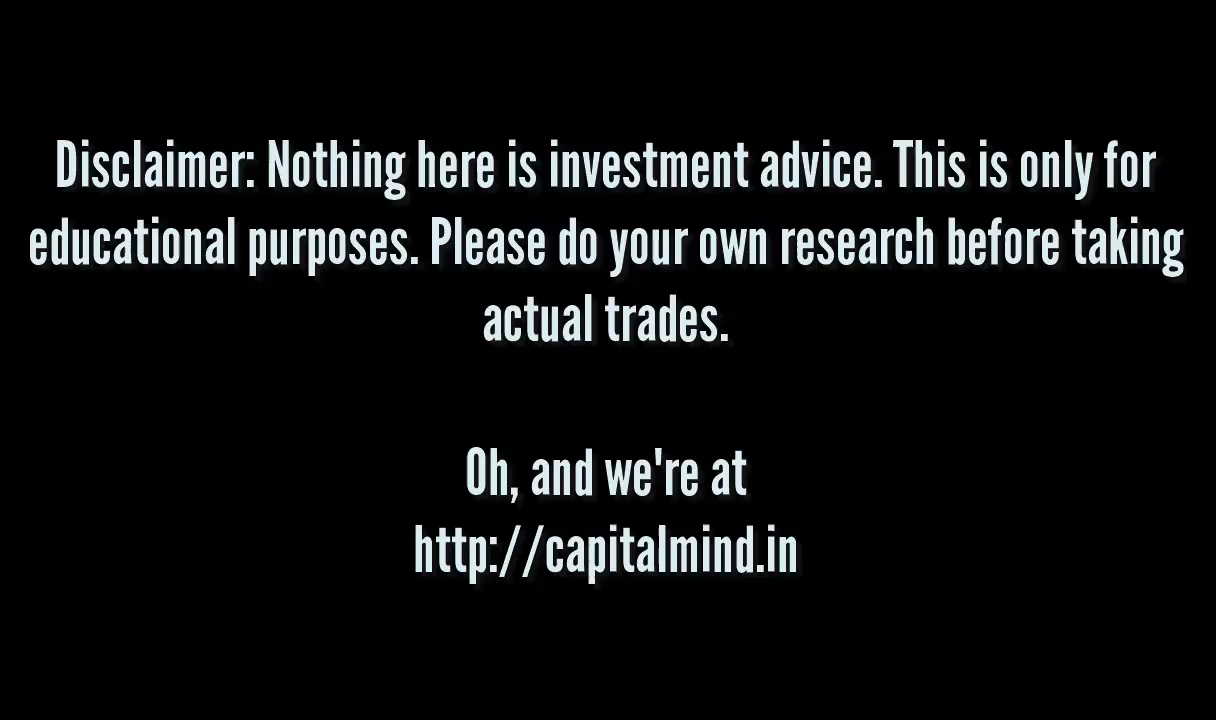 Disclaimer: Nothing here is investment advice. This is only for
educational purposes. Please do your own research before taking
actual trades.
Oh, and we're at
http://capitalmind.in